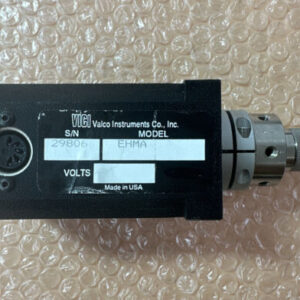 VICI Valco Instruments Co., Inc.
S/N MODEL
29806 EHMA
VOLTS
Made in USA